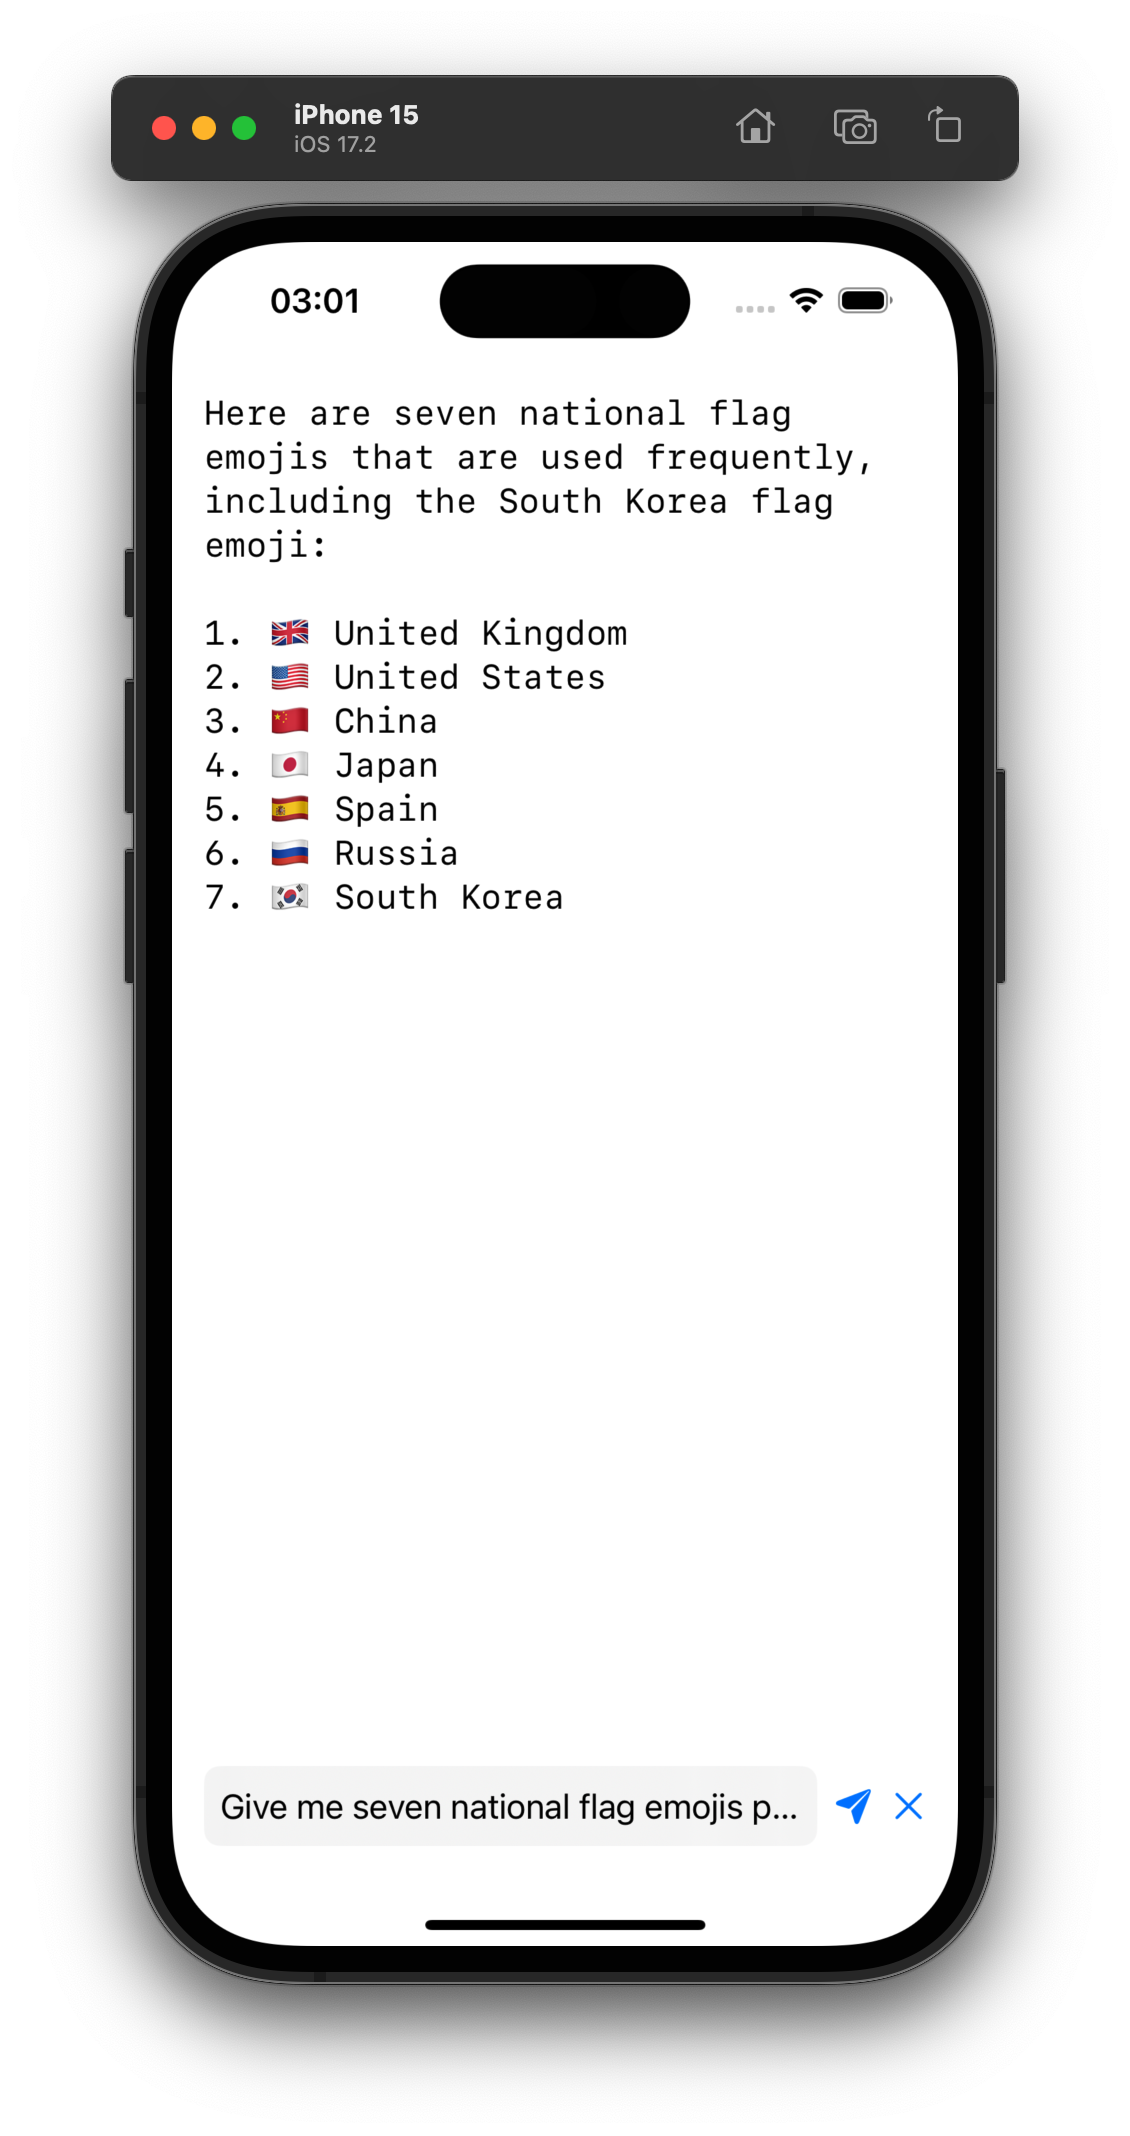 iPhone 15
iOS 17.2
03:01
Here are seven national flag
emojis that are used frequently,
including the South Korea flag
emoji:
1. 🇬🇧 United Kingdom
2. 🇺🇸 United States
3. 🇨🇳 China
4. 🇯🇵 Japan
5. 🇪🇸 Spain
6. 🇷🇺 Russia
7. 🇰🇷 South Korea
Give me seven national flag emojis p...